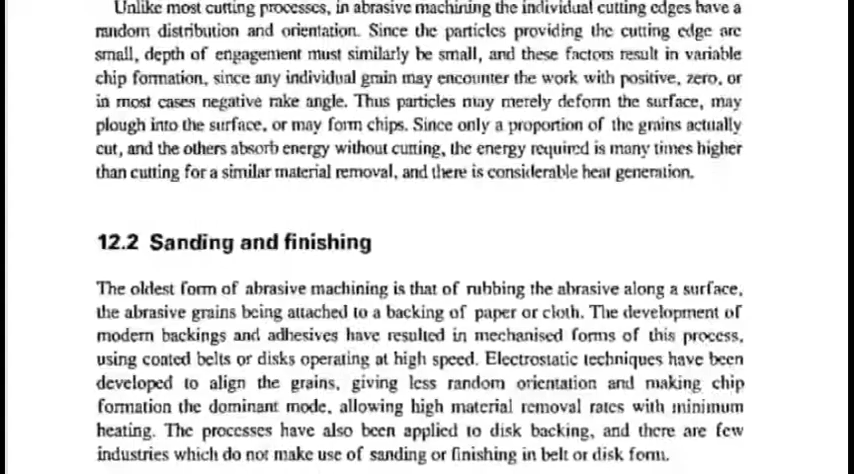 Unlike most cutting processes, in abrasive machining the individual cutting edges have a
random distribution and orientation. Since the particles providing the cutting edge are
small, depth of engagement must similarly be small, and these factors result in variable
chip formation, since any individual grain may encounter the work with positive, zero, or
in most cases negative rake angle. Thus particles may merely deform the surface, may
plough into the surface, or may form chips. Since only a proportion of the grains actually
cut, and the others absorb energy without cutting, the energy required is many times higher
than cutting for a similar material removal, and there is considerable heat generation.
12.2 Sanding and finishing
The oldest form of abrasive machining is that of rubbing the abrasive along a surface,
the abrasive grains being attached to a backing of paper or cloth. The development of
modern backings and adhesives have resulted in mechanised forms of this process,
using coated belts or disks operating at high speed. Electrostatic techniques have been
developed to align the grains, giving less random orientation and making chip
formation the dominant mode, allowing high material removal rates with minimum
heating. The processes have also been applied to disk backing, and there are few
industries which do not make use of sanding or finishing in belt or disk form.